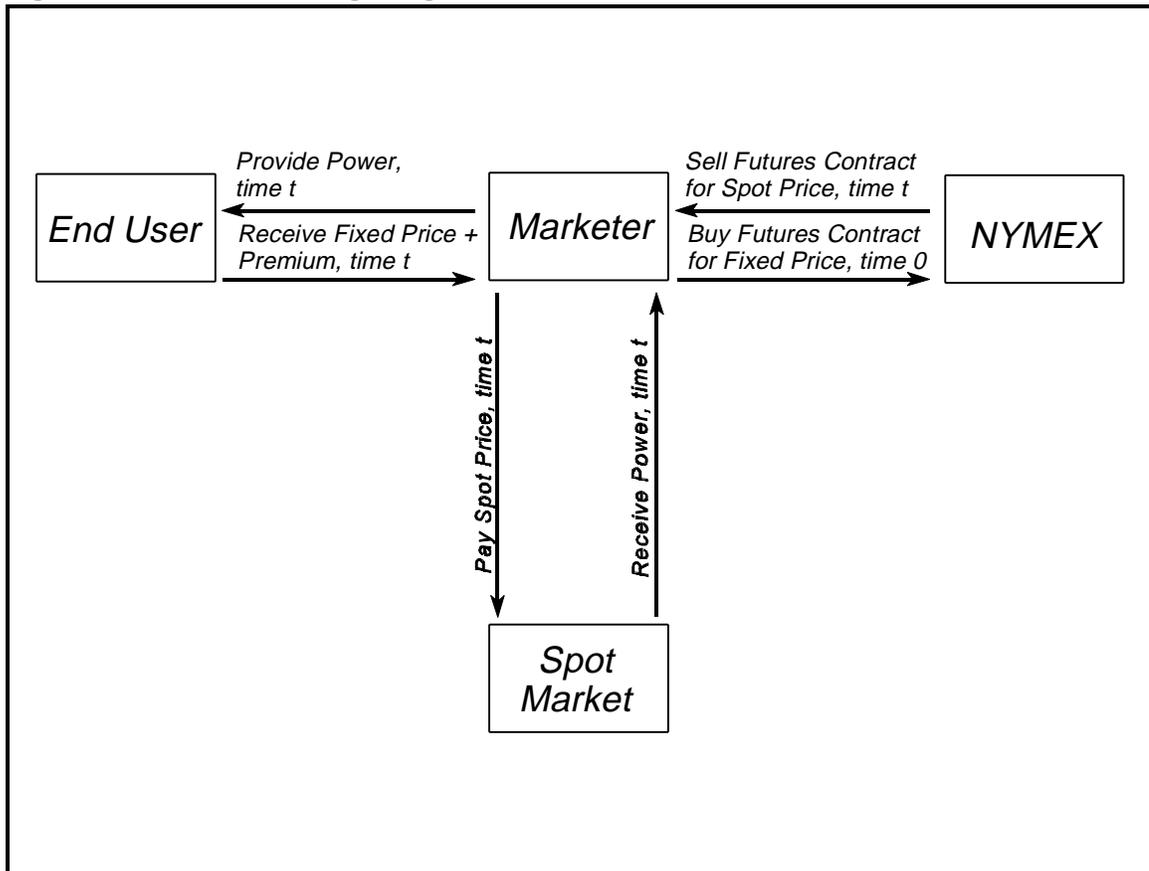 Provide Power,
time t
Sell Futures Contract
for Spot Price, time t
End User
Marketer
NYMEX
Receive Fixed Price +
Premium, time t
Buy Futures Contract
for Fixed Price, time 0
Pay Spot Price, time t
Receive Power, time t
Spot
Market